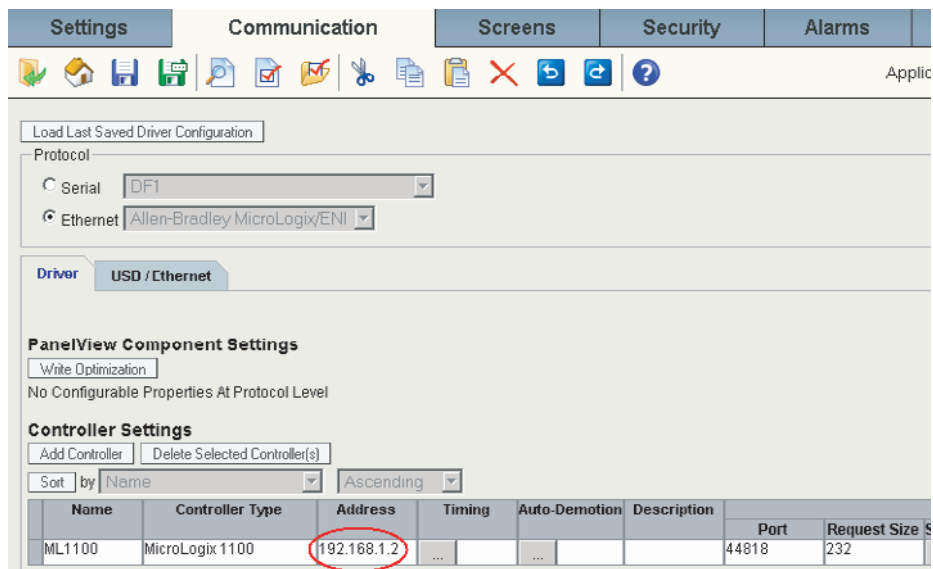 Settings Communication Screens Security Alarms
Applic
Load Last Saved Driver Configuration
Protocol
Serial DF1
Ethernet Allen-Bradley MicroLogix/ENI
Driver USD / Ethernet
PanelView Component Settings
Write Optimization
No Configurable Properties At Protocol Level
Controller Settings
Add Controller Delete Selected Controller(s)
Sort by Name Ascending
Name Controller Type Address Timing Auto-Demotion Description
Port Request Size S
ML1100 MicroLogix 1100 192.168.1.2 ... ... 44818 232